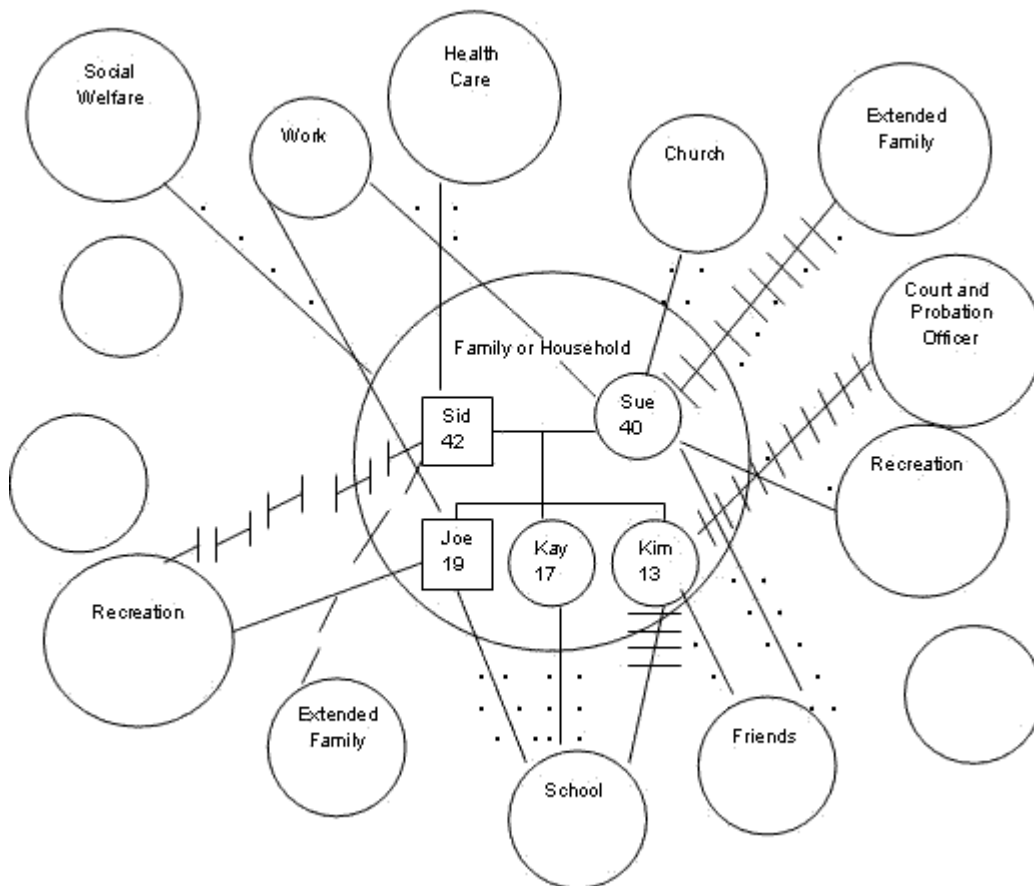 Social
Welfare
Work
Health
Care
Church
Extended
Family
Court and
Probation
Officer
Family or Household
Sid
42
Sue
40
Recreation
Joe
19
Kay
17
Kim
13
Recreation
Extended
Family
School
Friends